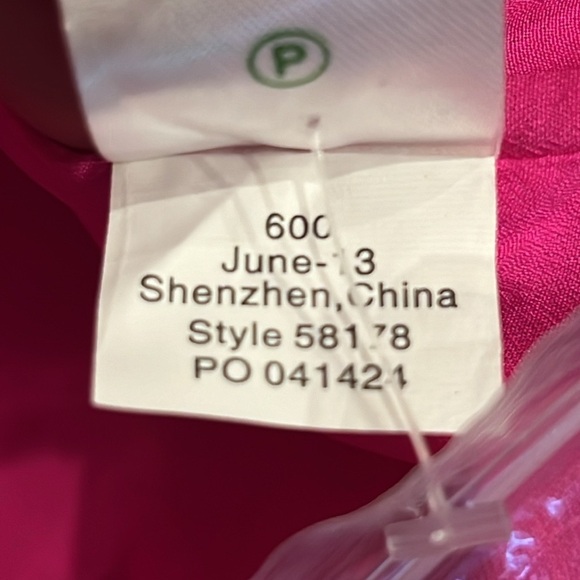 P
600
June-13
Shenzhen,China
Style 58178
PO 041424